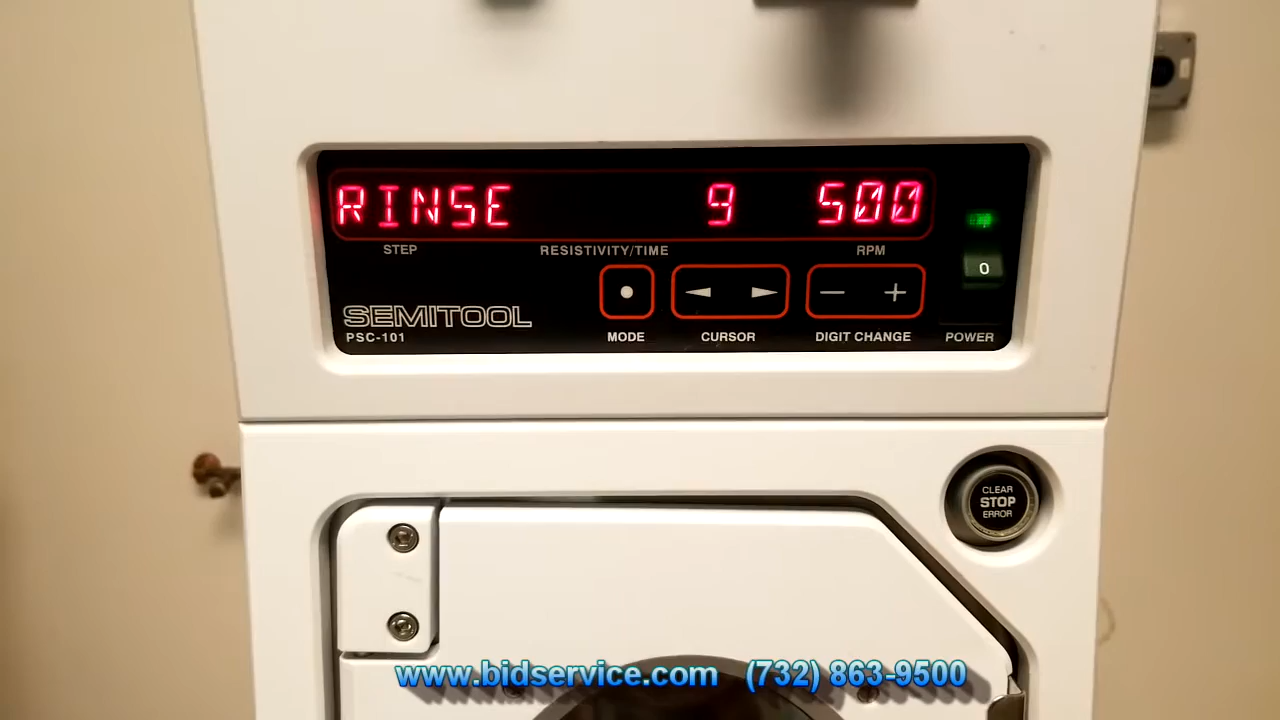 RINSE 9 500
STEP RESISTIVITY/TIME RPM
0
SEMITOOL
PSC-101
MODE CURSOR DIGIT CHANGE POWER
CLEAR
STOP
ERROR
www.bidservice.com (732) 863-9500